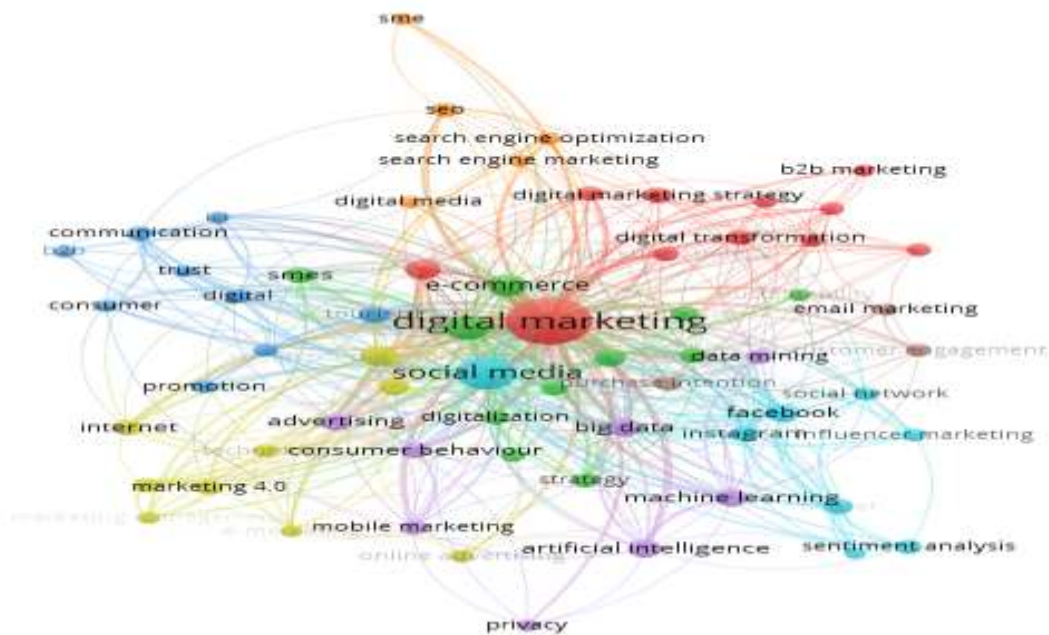 sme
seo
search engine optimization
search engine marketing
b2b marketing
digital media
digital marketing strategy
communication
digital transformation
b2b
trust
smes
e-commerce
consumer
digital
email marketing
tourism
digital marketing
data mining
customer engagement
social media
purchase intention
promotion
social network
facebook
advertising
digitalization
internet
big data
instagram
influencer marketing
consumer behaviour
strategy
marketing 4.0
machine learning
mobile marketing
online advertising
artificial intelligence
sentiment analysis
privacy